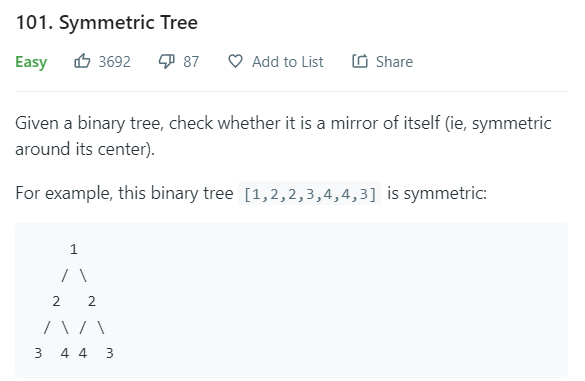 101. Symmetric Tree
Easy 3692 87 Add to List Share
Given a binary tree, check whether it is a mirror of itself (ie, symmetric
around its center).
For example, this binary tree [1,2,2,3,4,4,3] is symmetric:
    1
   / \
  2   2
 / \ / \
3  4 4  3